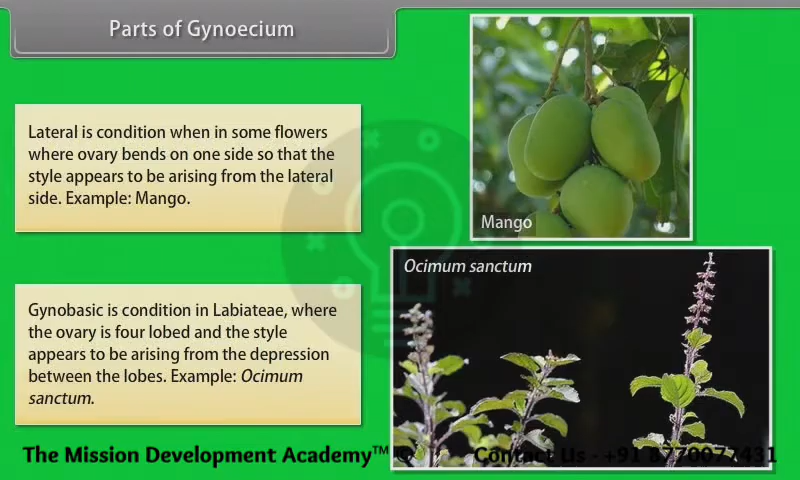 Parts of Gynoecium
Lateral is condition when in some flowers
where ovary bends on one side so that the
style appears to be arising from the lateral
side. Example: Mango.
Mango
Ocimum sanctum
Gynobasic is condition in Labiateae, where
the ovary is four lobed and the style
appears to be arising from the depression
between the lobes. Example: Ocimum
sanctum.
The Mission Development Academy™ © Contact Us - +91 8770077431